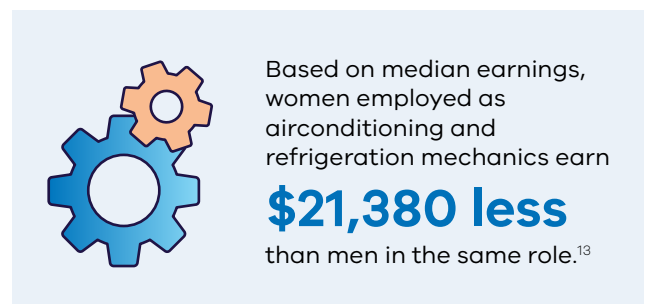 Based on median earnings,
women employed as
airconditioning and
refrigeration mechanics earn
$21,380 less
than men in the same role.¹³